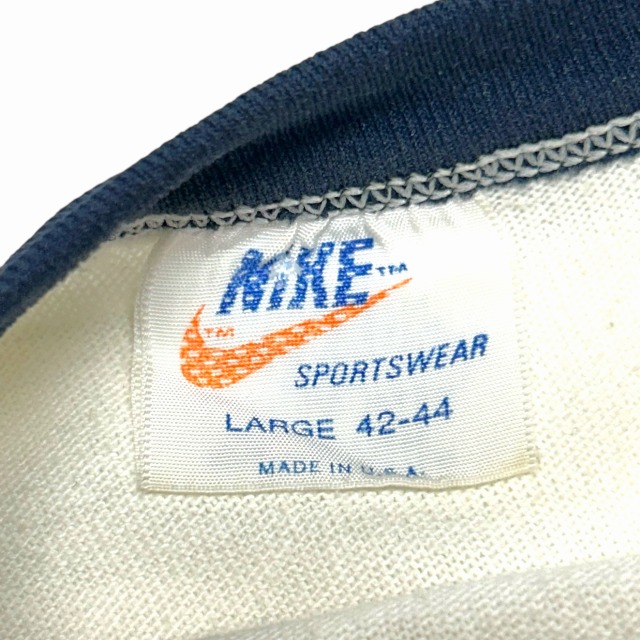 NIKE™
™
SPORTSWEAR
LARGE 42-44
MADE IN U.S.A.